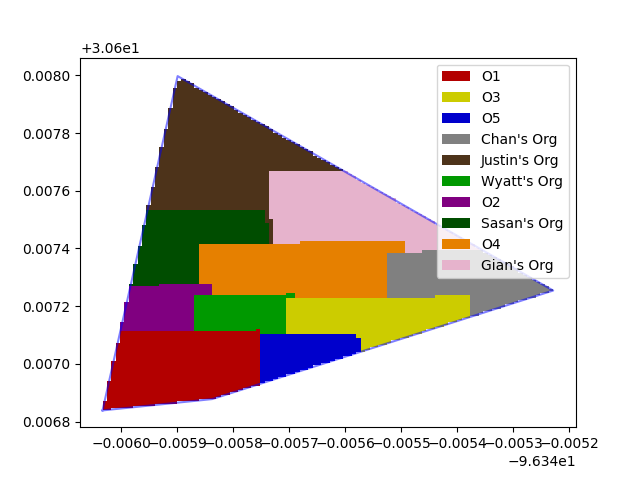 +3.06e1
0.0080
0.0078
0.0076
0.0074
0.0072
0.0070
0.0068
O1
O3
O5
Chan's Org
Justin's Org
Wyatt's Org
O2
Sasan's Org
O4
Gian's Org
−0.0060 −0.0059 −0.0058 −0.0057 −0.0056 −0.0055 −0.0054 −0.0053 −0.0052
−9.634e1